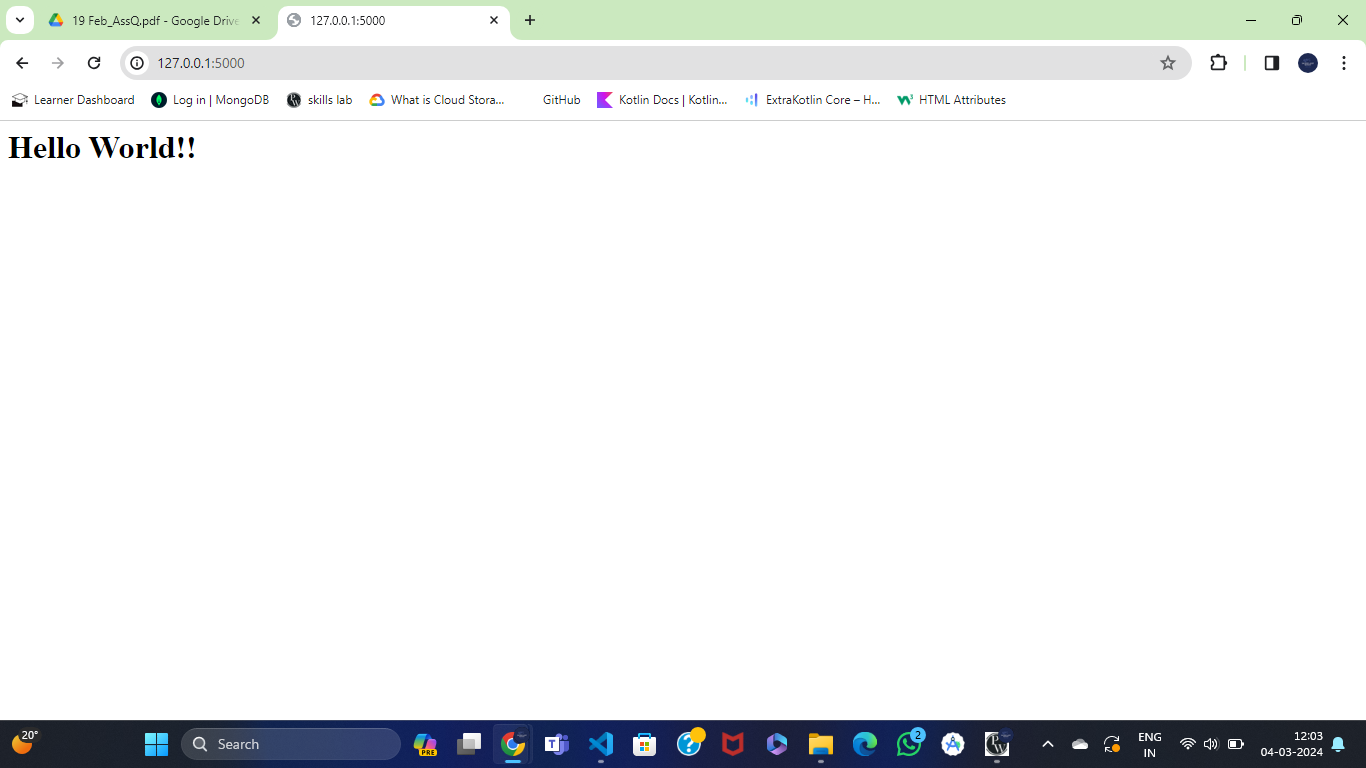 19 Feb_AssQ.pdf - Google Drive
127.0.0.1:5000
127.0.0.1:5000
Learner Dashboard
Log in | MongoDB
skills lab
What is Cloud Stora...
GitHub
Kotlin Docs | Kotlin...
ExtraKotlin Core – H...
HTML Attributes
Hello World!!
20°
Search
PRE
2
ENG
IN
12:03
04-03-2024